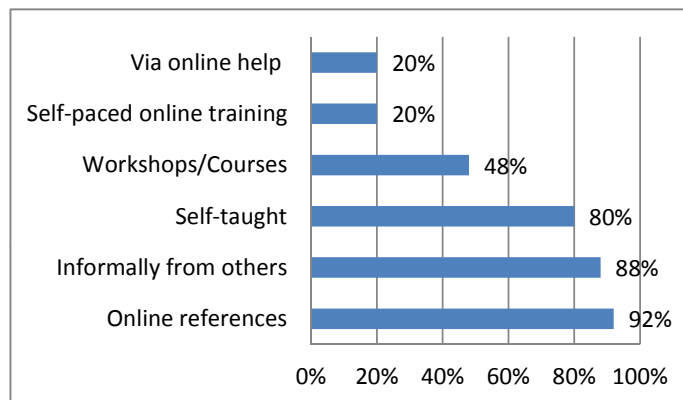 Via online help 20%
Self-paced online training 20%
Workshops/Courses 48%
Self-taught 80%
Informally from others 88%
Online references 92%
0% 20% 40% 60% 80% 100%